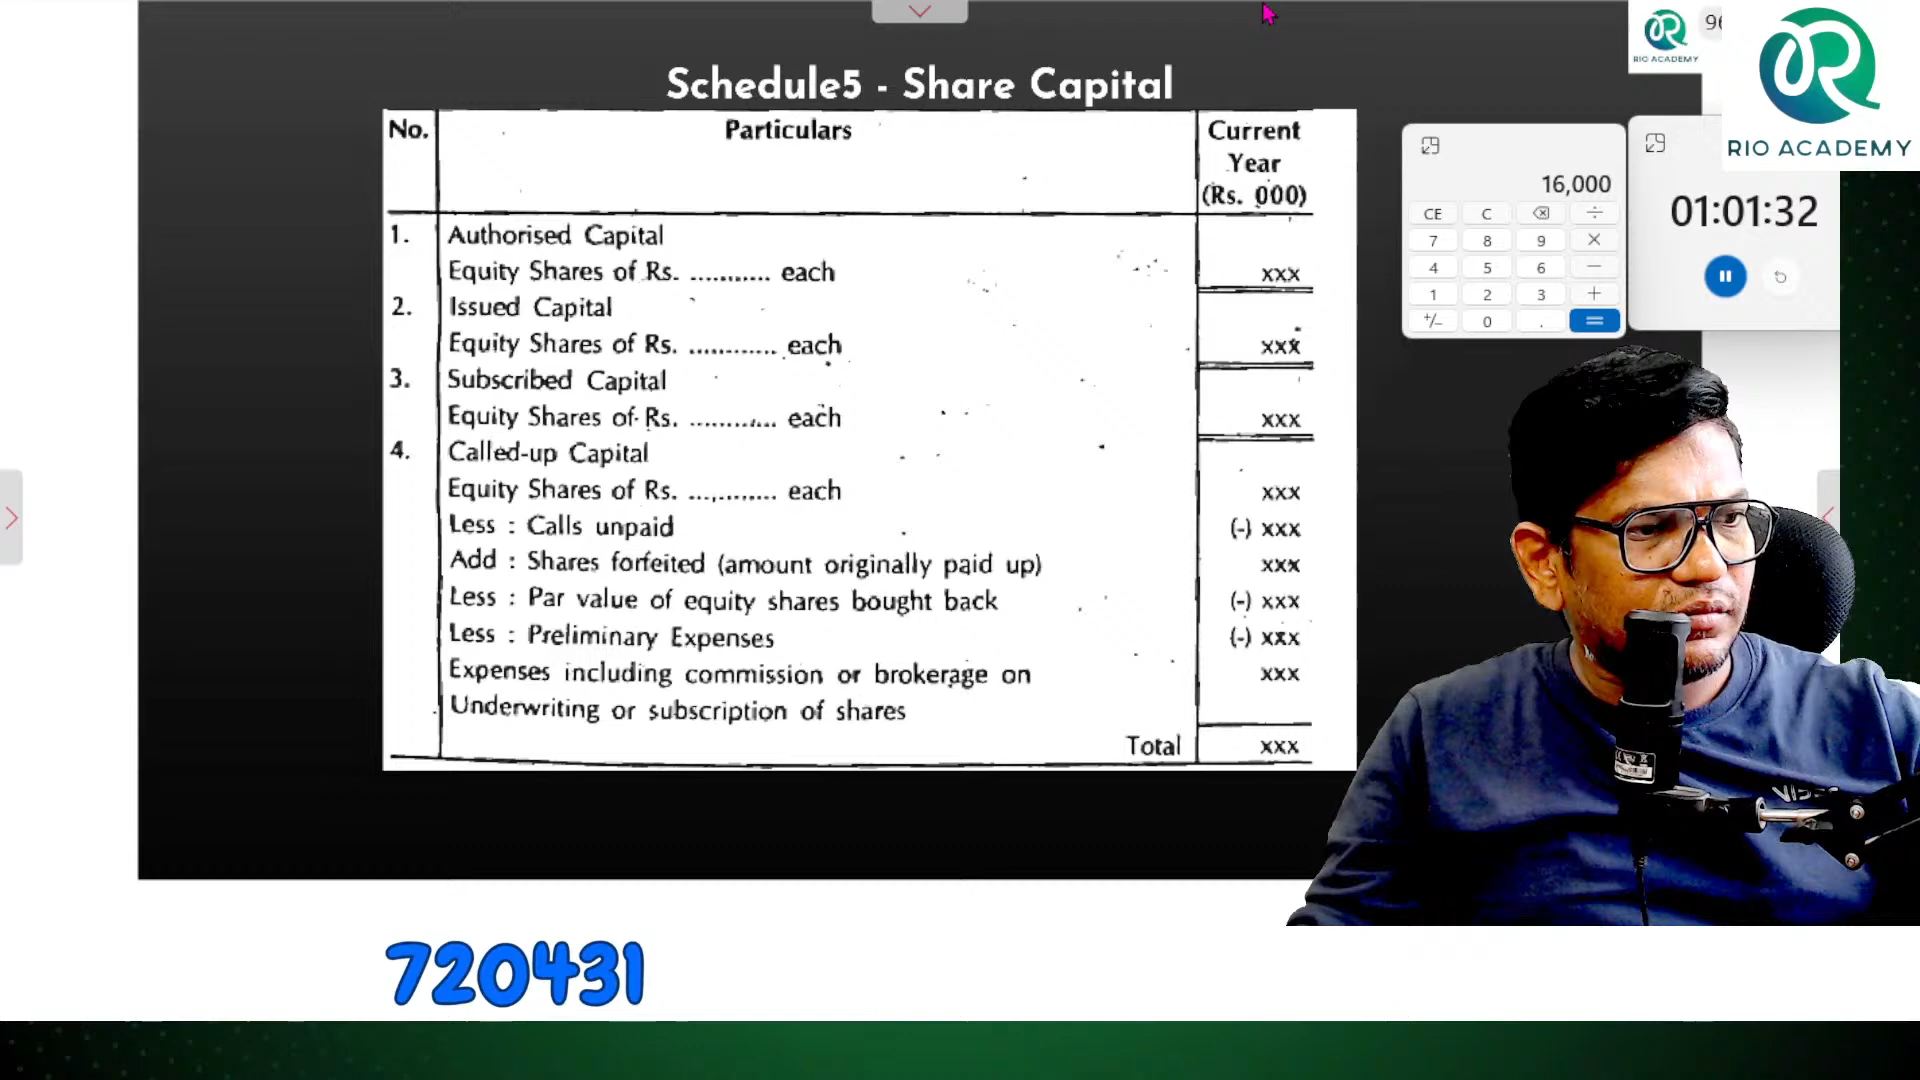 Schedule5 - Share Capital
No. Particulars Current Year (Rs. 000)
1. Authorised Capital
Equity Shares of Rs. ........... each xxx
2. Issued Capital
Equity Shares of Rs. ............ each xxx
3. Subscribed Capital
Equity Shares of Rs. ............ each xxx
4. Called-up Capital
Equity Shares of Rs. ............ each xxx
Less : Calls unpaid (-) xxx
Add : Shares forfeited (amount originally paid up) xxx
Less : Par value of equity shares bought back (-) xxx
Less : Preliminary Expenses (-) xxx
Expenses including commission or brokerage on xxx
Underwriting or subscription of shares
Total xxx
RIO ACADEMY
RIO ACADEMY
16,000
CE C ÷
7 8 9 ×
4 5 6 −
1 2 3 +
+/− 0 . =
01:01:32
720431